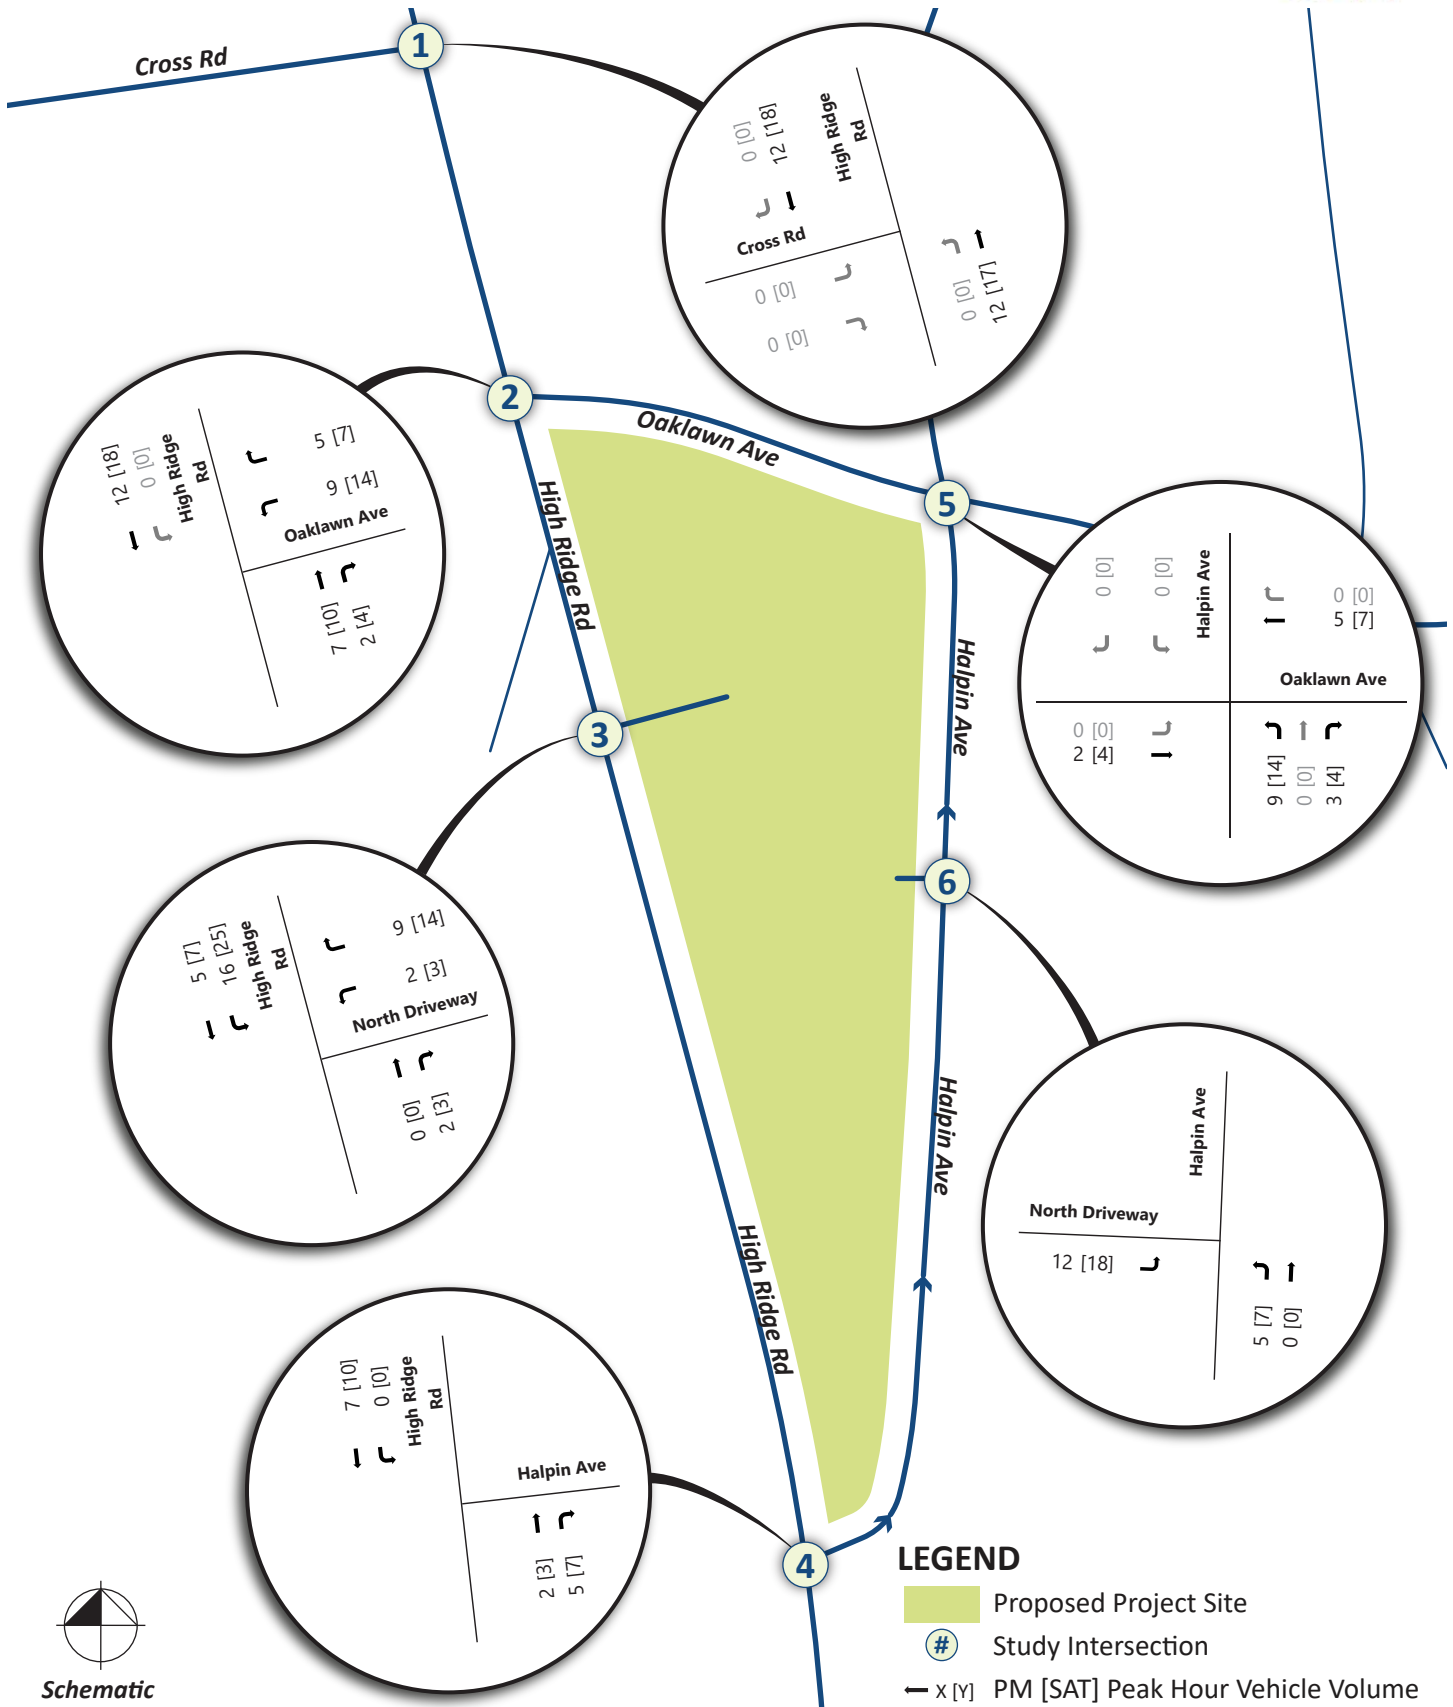 Cross Rd
1
0 [0]
12 [18]
High Ridge
Rd
Cross Rd
0 [0]
0 [0]
0 [0]
12 [17]
2
Oaklawn Ave
12 [18]
0 [0]
High Ridge
Rd
5 [7]
9 [14]
Oaklawn Ave
7 [10]
2 [4]
High Ridge Rd
5
0 [0]
0 [0]
Halpin Ave
0 [0]
5 [7]
Oaklawn Ave
0 [0]
2 [4]
9 [14]
0 [0]
3 [4]
Halpin Ave
3
5 [7]
16 [25]
High Ridge
Rd
9 [14]
2 [3]
North Driveway
0 [0]
2 [3]
6
Halpin Ave
Halpin Ave
North Driveway
12 [18]
5 [7]
0 [0]
High Ridge Rd
7 [10]
0 [0]
High Ridge
Rd
Halpin Ave
2 [3]
5 [7]
4
LEGEND
Proposed Project Site
# Study Intersection
X [Y] PM [SAT] Peak Hour Vehicle Volume
Schematic